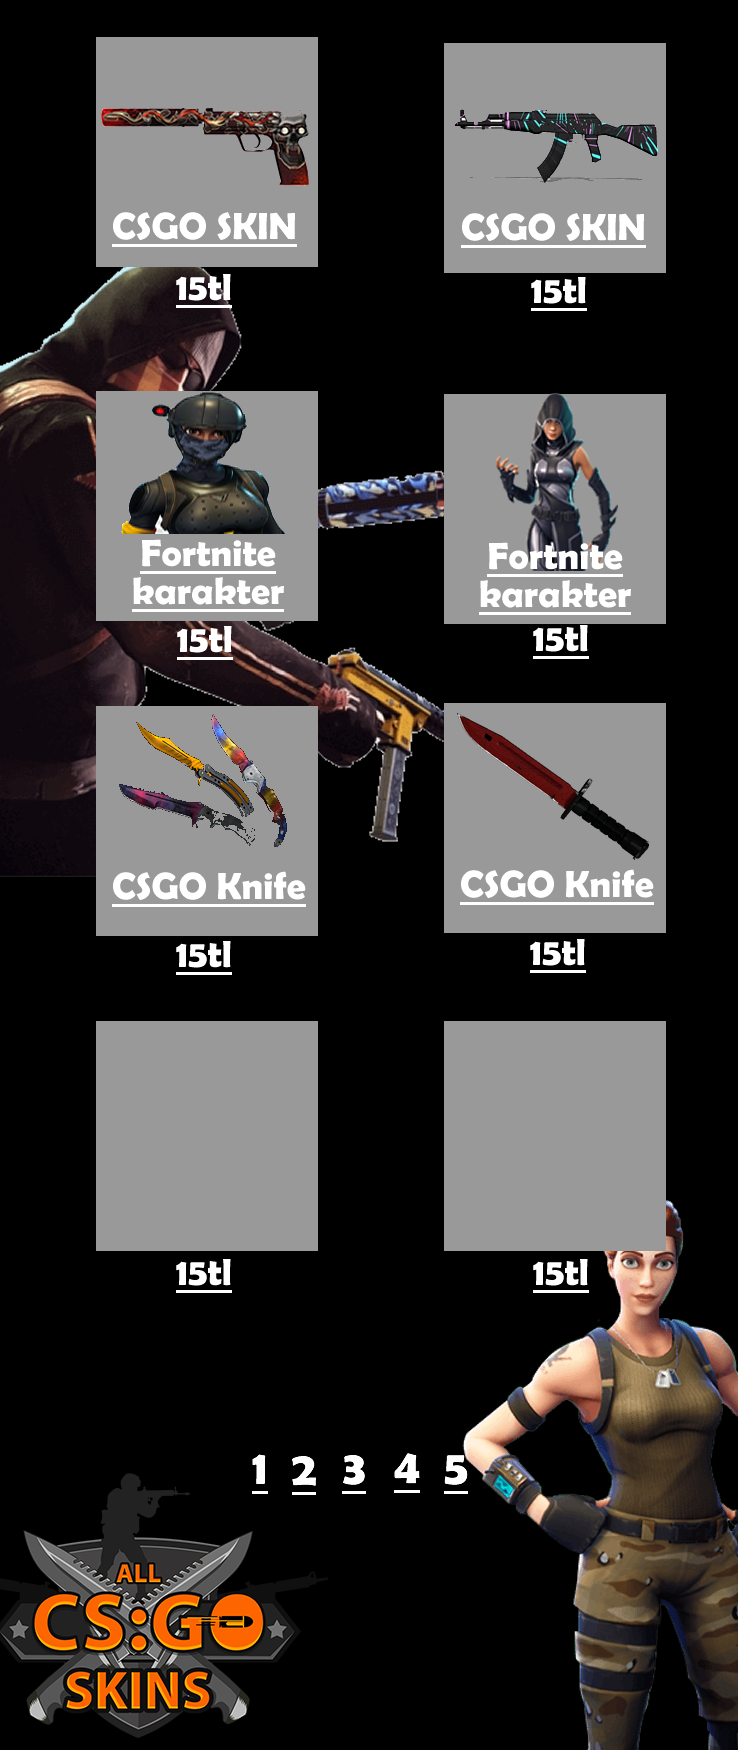 CSGO SKIN
CSGO SKIN
15tl
15tl
Fortnite
karakter
Fortnite
karakter
15tl
15tl
CSGO Knife
CSGO Knife
15tl
15tl
15tl
15tl
1 2 3 4 5
ALL
CS:GO
SKINS